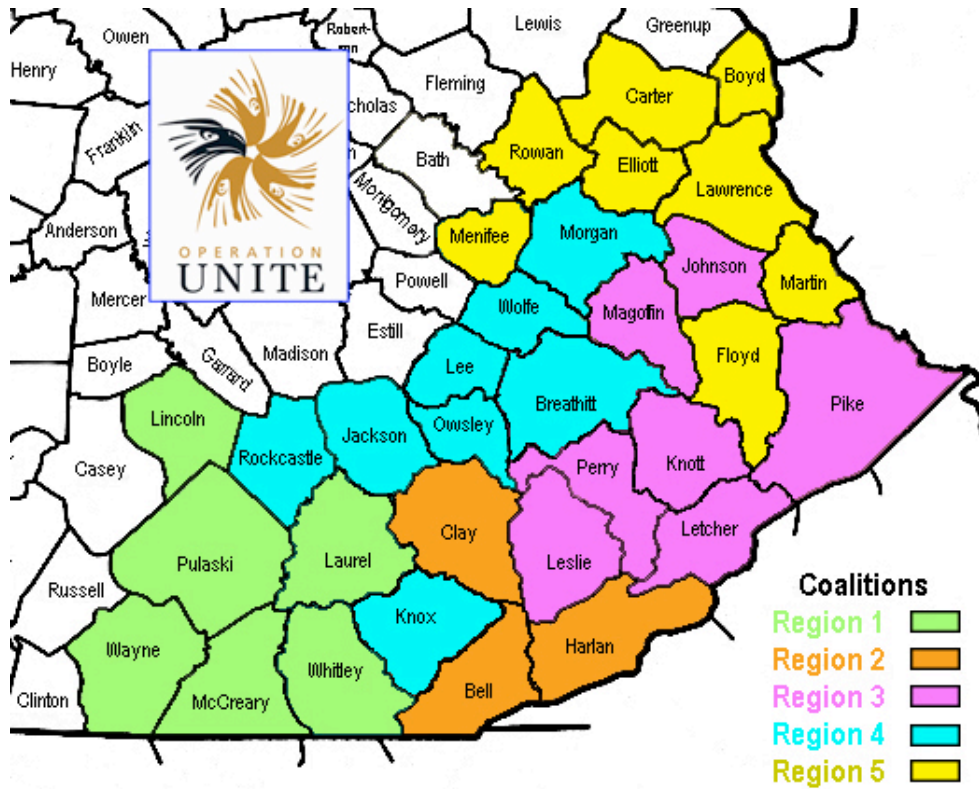 Lewis
Greenup
Owen
Robert-
son
Henry
Fleming
Boyd
Carter
cholas
Franklin
Bath
Rowan
Elliott
Lawrence
Montgomery
Anderson
Menifee
Morgan
OPERATION
UNITE
Johnson
Martin
Powell
Mercer
Wolfe
Magoffin
Estill
Madison
Floyd
Boyle
Garrard
Lee
Pike
Breathitt
Lincoln
Owsley
Jackson
Rockcastle
Casey
Perry
Knott
Clay
Letcher
Laurel
Leslie
Pulaski
Russell
Coalitions
Knox
Region 1
Harlan
Wayne
Region 2
Whitley
Bell
Clinton
McCreary
Region 3
Region 4
Region 5